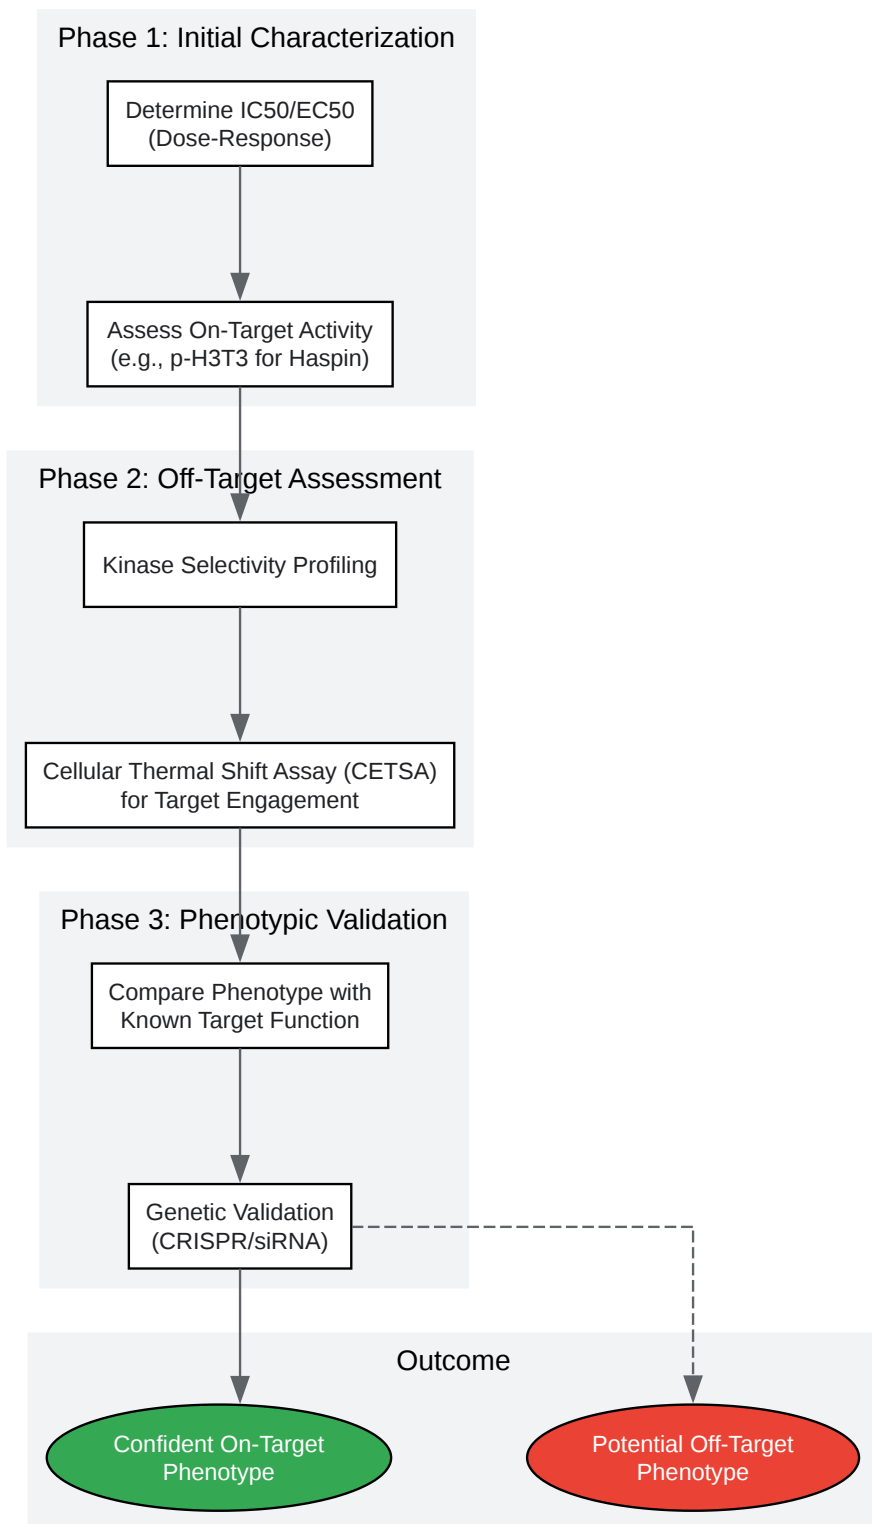 Phase 1: Initial Characterization
Determine IC50/EC50
(Dose-Response)
Assess On-Target Activity
(e.g., p-H3T3 for Haspin)
Phase 2: Off-Target Assessment
Kinase Selectivity Profiling
Cellular Thermal Shift Assay (CETSA)
for Target Engagement
Phase 3: Phenotypic Validation
Compare Phenotype with
Known Target Function
Genetic Validation
(CRISPR/siRNA)
Outcome
Confident On-Target
Phenotype
Potential Off-Target
Phenotype